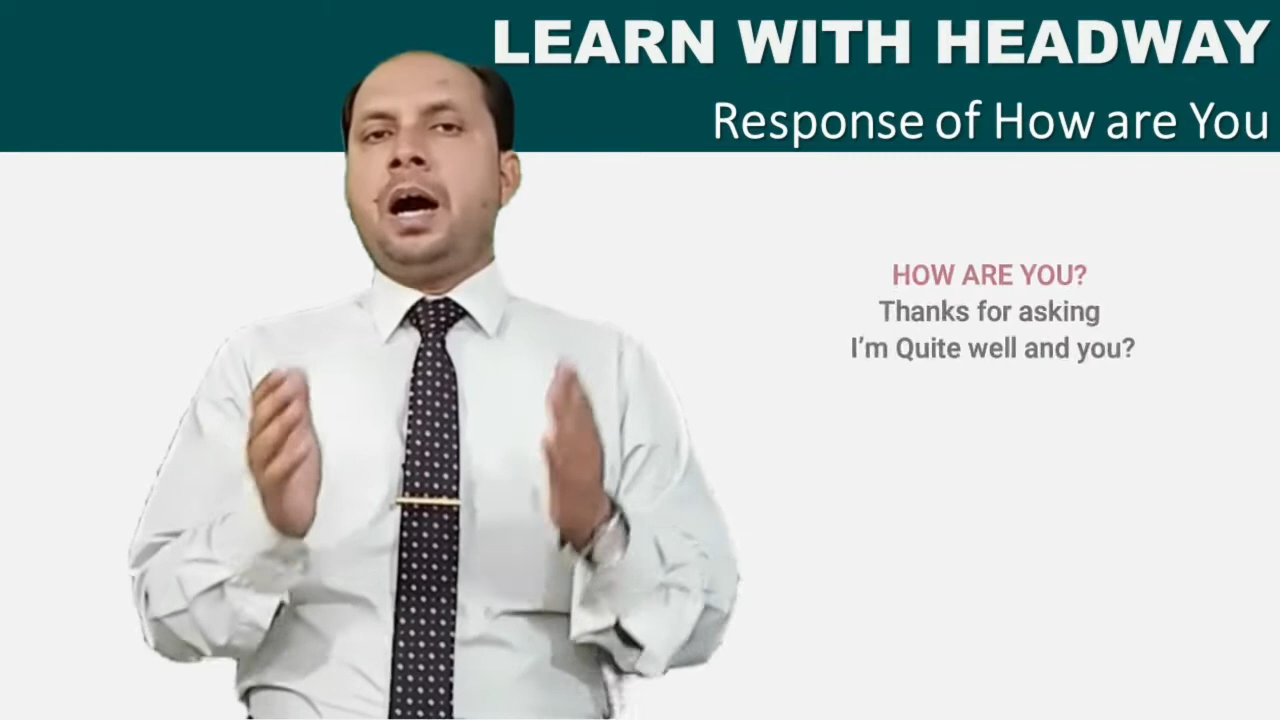 LEARN WITH HEADWAY
Response of How are You
HOW ARE YOU?
Thanks for asking
I'm Quite well and you?